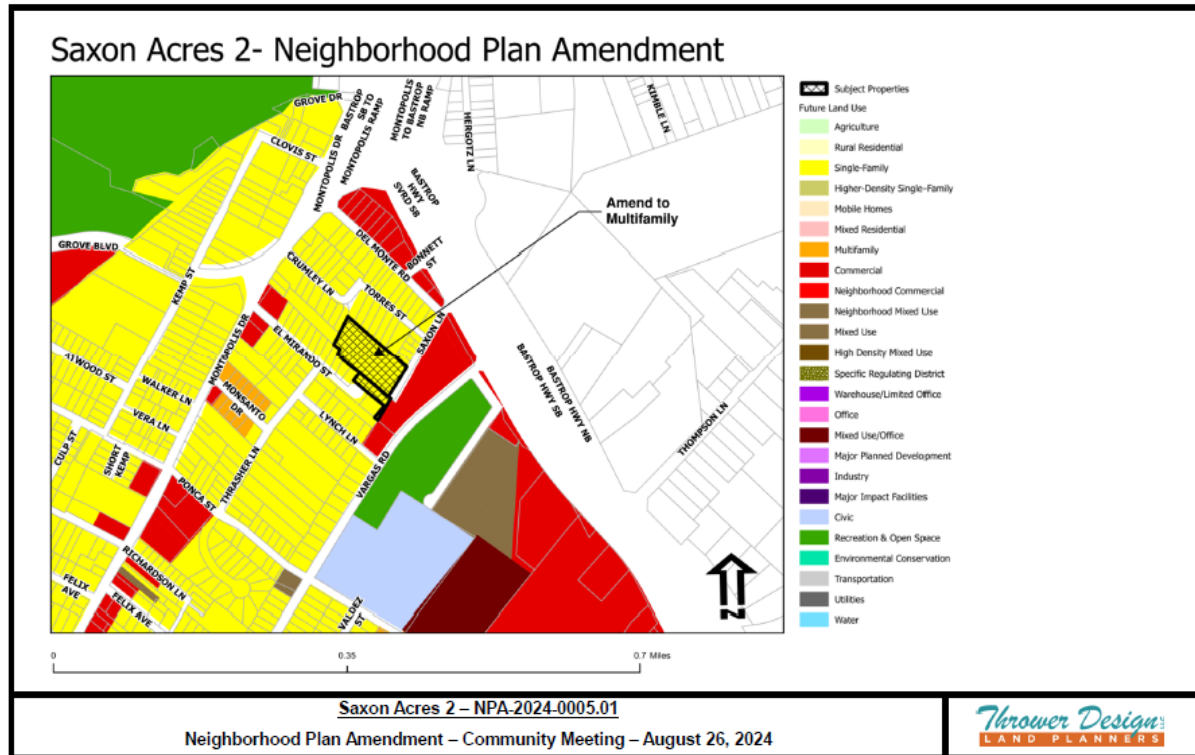 Saxon Acres 2- Neighborhood Plan Amendment
GROVE DR
BASTROP
SB TO
MONTOPOLIS RAMP
MONTOPOLIS
TO BASTROP
NB RAMP
HERGOTZ LN
KIMBLE LN
CLOVIS ST
MONTOPOLIS DR
BASTROP
HWY
SVRD SB
Amend to
Multifamily
GROVE BLVD
KEMP ST
DEL MONTE RD
BONNETT
ST
CRUMLEY LN
TORRES ST
SAXON LN
MONTOPOLIS DR
EL MIRANDO ST
BASTROP HWY SB
BASTROP HWY NB
ATWOOD ST
WALKER LN
MONSANTO
DR
VERA LN
LYNCH LN
THOMPSON LN
CULP ST
SHORT
KEMP
THRASHER LN
VARGAS RD
PONCA ST
RICHARDSON LN
FELIX
AVE
FELIX AVE
VALDEZ
ST
N
Subject Properties
Future Land Use
Agriculture
Rural Residential
Single-Family
Higher-Density Single-Family
Mobile Homes
Mixed Residential
Multifamily
Commercial
Neighborhood Commercial
Neighborhood Mixed Use
Mixed Use
High Density Mixed Use
Specific Regulating District
Warehouse/Limited Office
Office
Mixed Use/Office
Major Planned Development
Industry
Major Impact Facilities
Civic
Recreation & Open Space
Environmental Conservation
Transportation
Utilities
Water
0
0.35
0.7 Miles
Saxon Acres 2 – NPA-2024-0005.01
Neighborhood Plan Amendment – Community Meeting – August 26, 2024
Thrower Design LLC
LAND PLANNERS